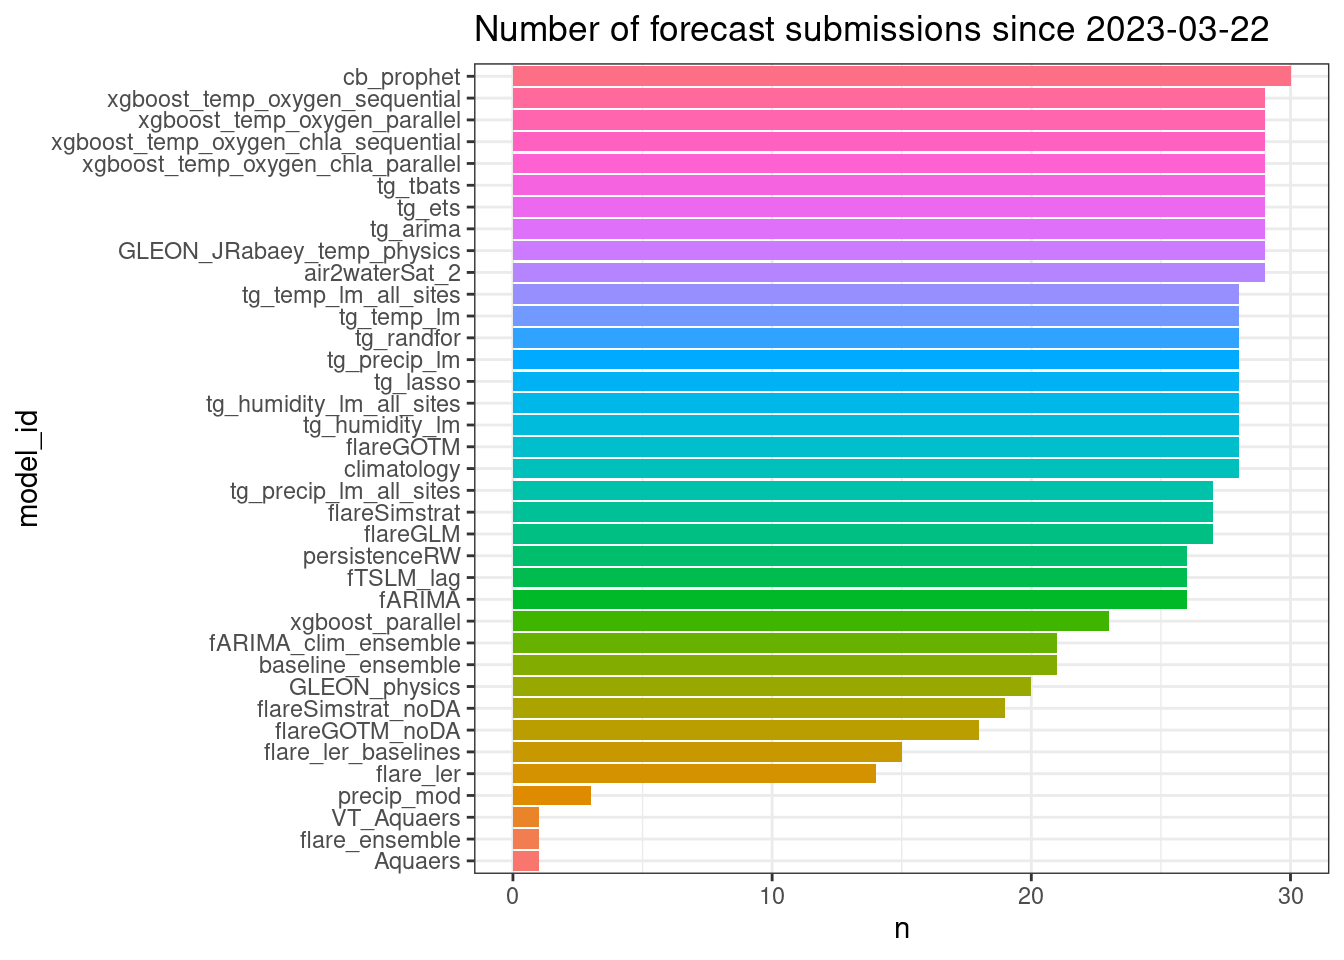 Number of forecast submissions since 2023-03-22
cb_prophet
xgboost_temp_oxygen_sequential
xgboost_temp_oxygen_parallel
xgboost_temp_oxygen_chla_sequential
xgboost_temp_oxygen_chla_parallel
tg_tbats
tg_ets
tg_arima
GLEON_JRabaey_temp_physics
air2waterSat_2
tg_temp_lm_all_sites
tg_temp_lm
tg_randfor
tg_precip_lm
tg_lasso
tg_humidity_lm_all_sites
tg_humidity_lm
flareGOTM
climatology
tg_precip_lm_all_sites
flareSimstrat
flareGLM
persistenceRW
fTSLM_lag
fARIMA
xgboost_parallel
fARIMA_clim_ensemble
baseline_ensemble
GLEON_physics
flareSimstrat_noDA
flareGOTM_noDA
flare_ler_baselines
flare_ler
precip_mod
VT_Aquaers
flare_ensemble
Aquaers
model_id
0 10 20 30
n